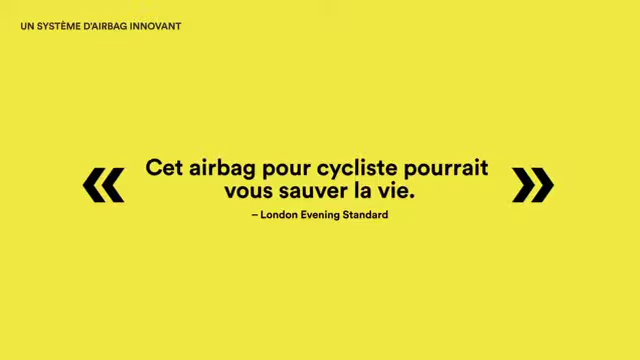 UN SYSTÈME D'AIRBAG INNOVANT
« Cet airbag pour cycliste pourrait
vous sauver la vie. »
– London Evening Standard